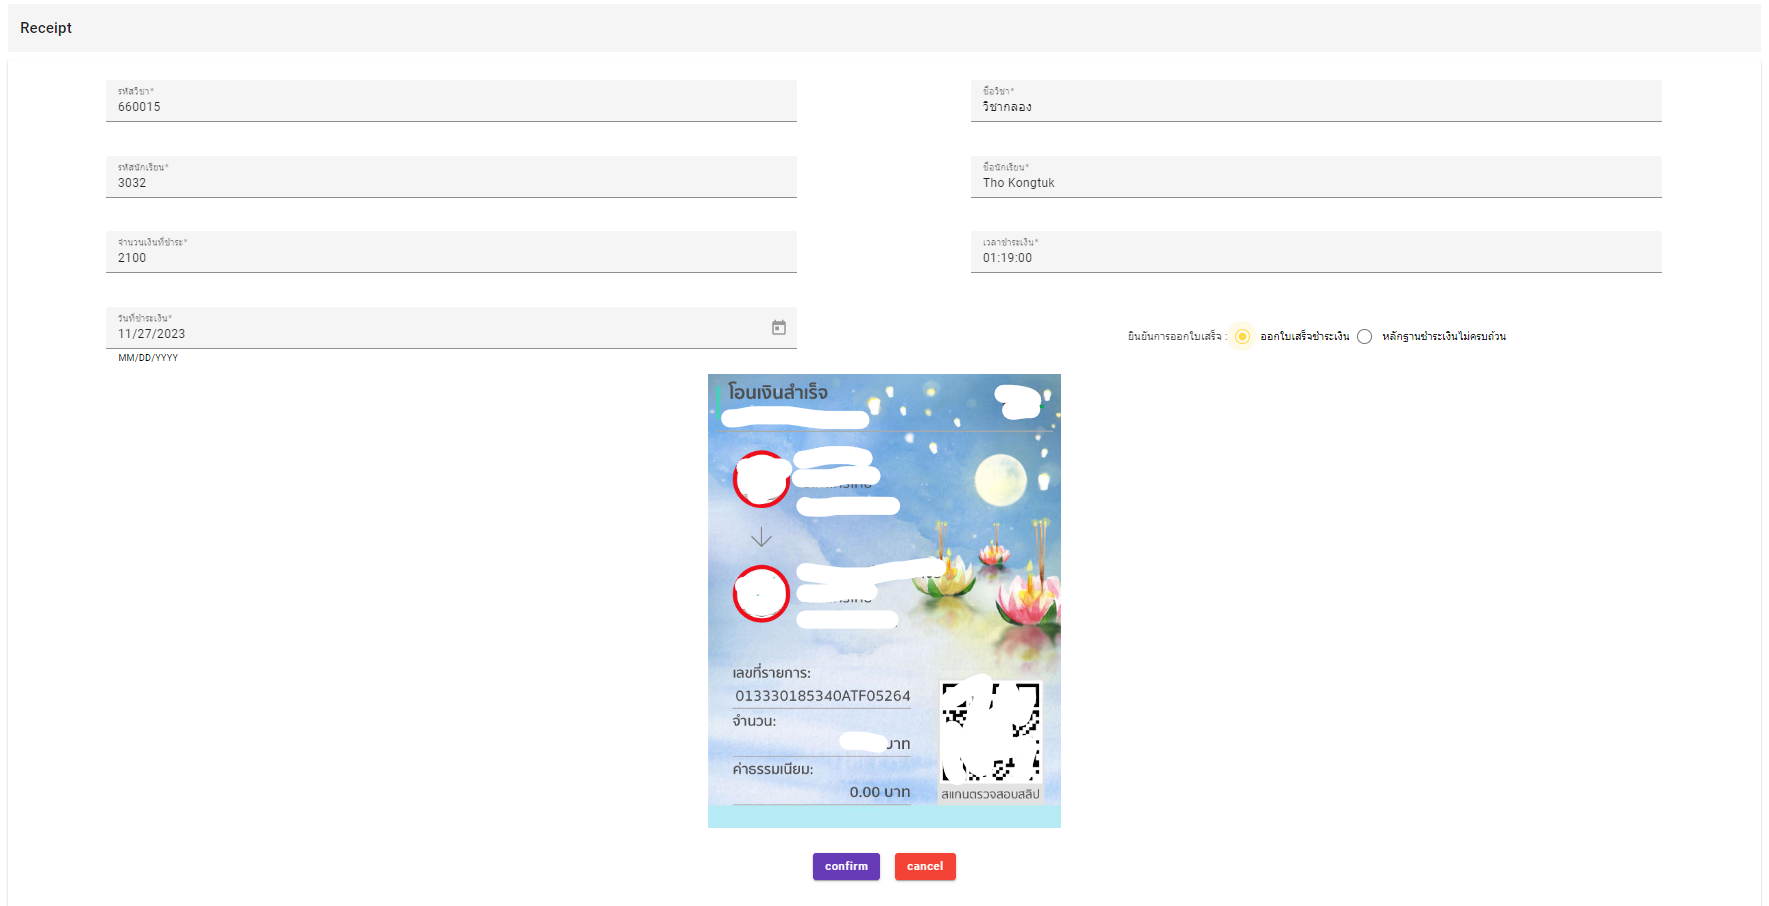 Receipt
รหัสวิชา*
660015
ชื่อวิชา*
วิชากลอง
รหัสนักเรียน*
3032
ชื่อนักเรียน*
Tho Kongtuk
จำนวนเงินที่ชำระ*
2100
เวลาชำระเงิน*
01:19:00
วันที่ชำระเงิน*
11/27/2023
MM/DD/YYYY
ยืนยันการออกใบเสร็จ : ออกใบเสร็จชำระเงิน หลักฐานชำระเงินไม่ครบถ้วน
โอนเงินสำเร็จ
เลขที่รายการ:
013330185340ATF05264
จำนวน:
บาท
ค่าธรรมเนียม:
0.00 บาท
สแกนตรวจสอบสลิป
confirm cancel